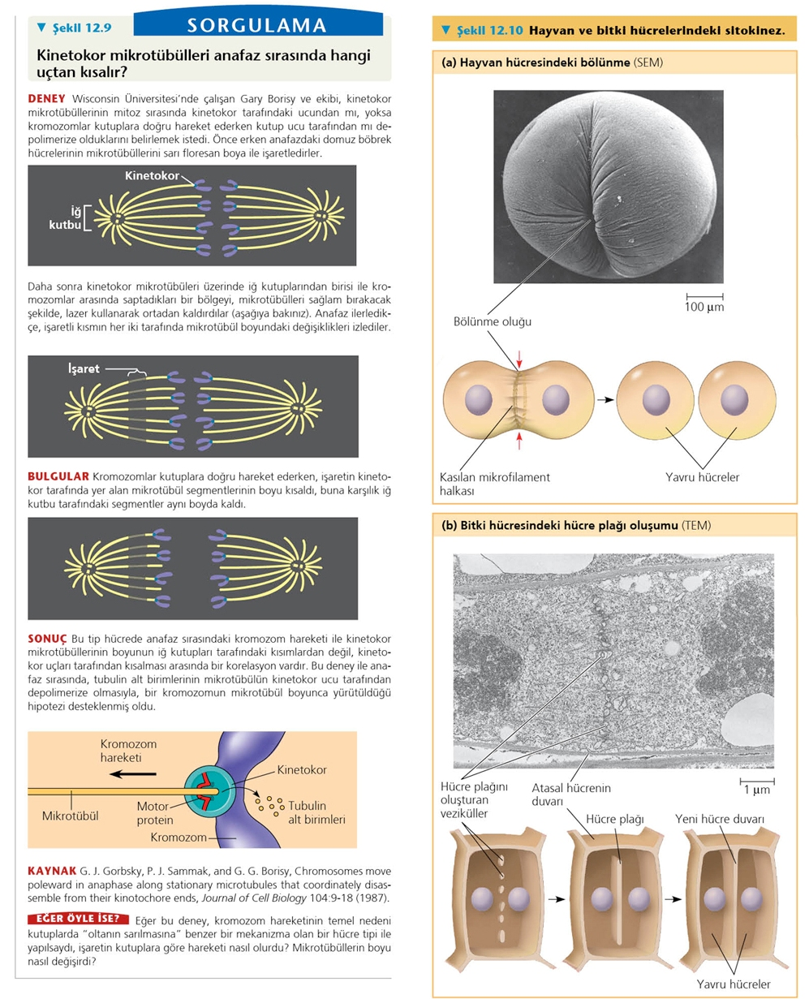 ▼ Şekil 12.9
SORGULAMA
Kinetokor mikrotübülleri anafaz sırasında hangi
uçtan kısalır?
DENEY Wisconsin Üniversitesi'nde çalışan Gary Borisy ve ekibi, kinetokor
mikrotübüllerinin mitoz sırasında kinetokor tarafındaki ucundan mı, yoksa
kromozomlar kutuplara doğru hareket ederken kutup ucu tarafından mı de-
polimerize olduklarını belirlemek istedi. Önce erken anafazdaki domuz böbrek
hücrelerinin mikrotübüllerini sarı floresan boya ile işaretledirler.
Kinetokor
İğ
kutbu
Daha sonra kinetokor mikrotübüleri üzerinde iğ kutuplarından birisi ile kro-
mozomlar arasında saptadıkları bir bölgeyi, mikrotübülleri sağlam bırakacak
şekilde, lazer kullanarak ortadan kaldırdılar (aşağıya bakınız). Anafaz ilerledik-
çe, işaretli kısmın her iki tarafında mikrotübül boyundaki değişiklikleri izlediler.
İşaret
BULGULAR Kromozomlar kutuplara doğru hareket ederken, işaretin kineto-
kor tarafında yer alan mikrotübül segmentlerinin boyu kısaldı, buna karşılık iğ
kutbu tarafındaki segmentler aynı boyda kaldı.
SONUÇ Bu tip hücrede anafaz sırasındaki kromozom hareketi ile kinetokor
mikrotübüllerinin boyunun iğ kutupları tarafındaki kısımlardan değil, kineto-
kor uçları tarafından kısalması arasında bir korelasyon vardır. Bu deney ile ana-
faz sırasında, tubulin alt birimlerinin mikrotübülün kinetokor ucu tarafından
depolimerize olmasıyla, bir kromozomun mikrotübül boyunca yürütüldüğü
hipotezi desteklenmiş oldu.
Kromozom
hareketi
Kinetokor
Mikrotübül
Motor
protein
Tubulin
alt birimleri
Kromozom
KAYNAK G. J. Gorbsky, P. J. Sammak, and G. G. Borisy, Chromosomes move
poleward in anaphase along stationary microtubules that coordinately disas-
semble from their kinotochore ends, Journal of Cell Biology 104:9-18 (1987).
EĞER ÖYLE İSE? Eğer bu deney, kromozom hareketinin temel nedeni
kutuplarda "oltanın sarılmasına" benzer bir mekanizma olan bir hücre tipi ile
yapılsaydı, işaretin kutuplara göre hareketi nasıl olurdu? Mikrotübüllerin boyu
nasıl değişirdi?
▼ Şekil 12.10 Hayvan ve bitki hücrelerindeki sitokinez.
(a) Hayvan hücresindeki bölünme (SEM)
100 µm
Bölünme oluğu
Kasılan mikrofilament
halkası
Yavru hücreler
(b) Bitki hücresindeki hücre plağı oluşumu (TEM)
Hücre plağını
oluşturan
veziküller
Atasal hücrenin
duvarı
1 µm
Hücre plağı
Yeni hücre duvarı
Yavru hücreler